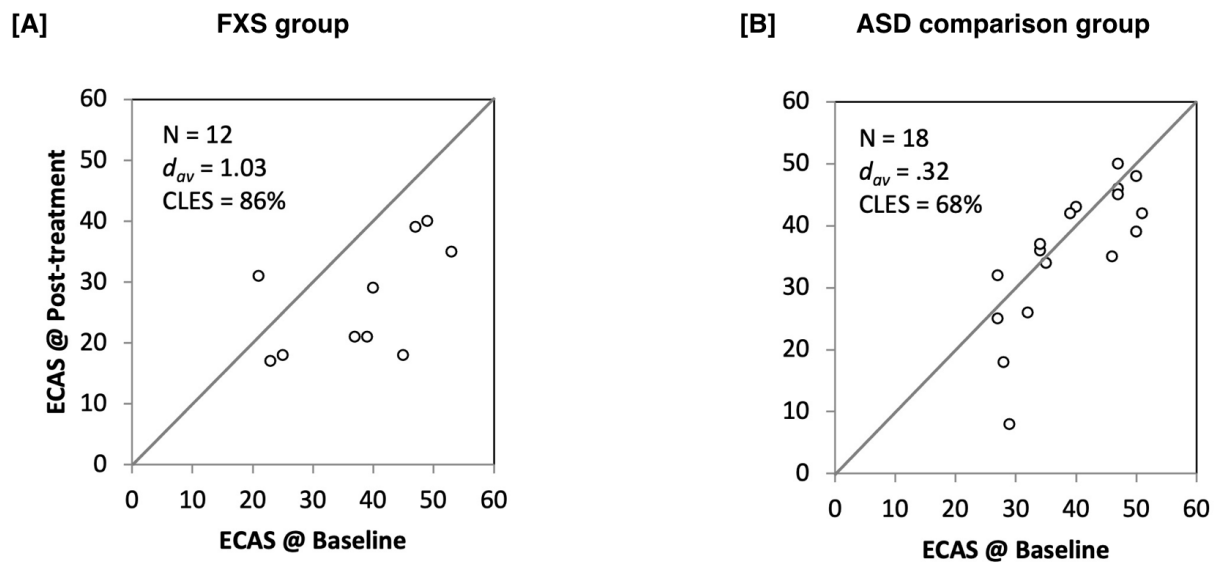 [A] FXS group
60
50
40
30
20
10
0
N = 12
dav = 1.03
CLES = 86%
ECAS @ Post-treatment
0 10 20 30 40 50 60
ECAS @ Baseline
[B] ASD comparison group
60
50
40
30
20
10
0
N = 18
dav = .32
CLES = 68%
0 10 20 30 40 50 60
ECAS @ Baseline